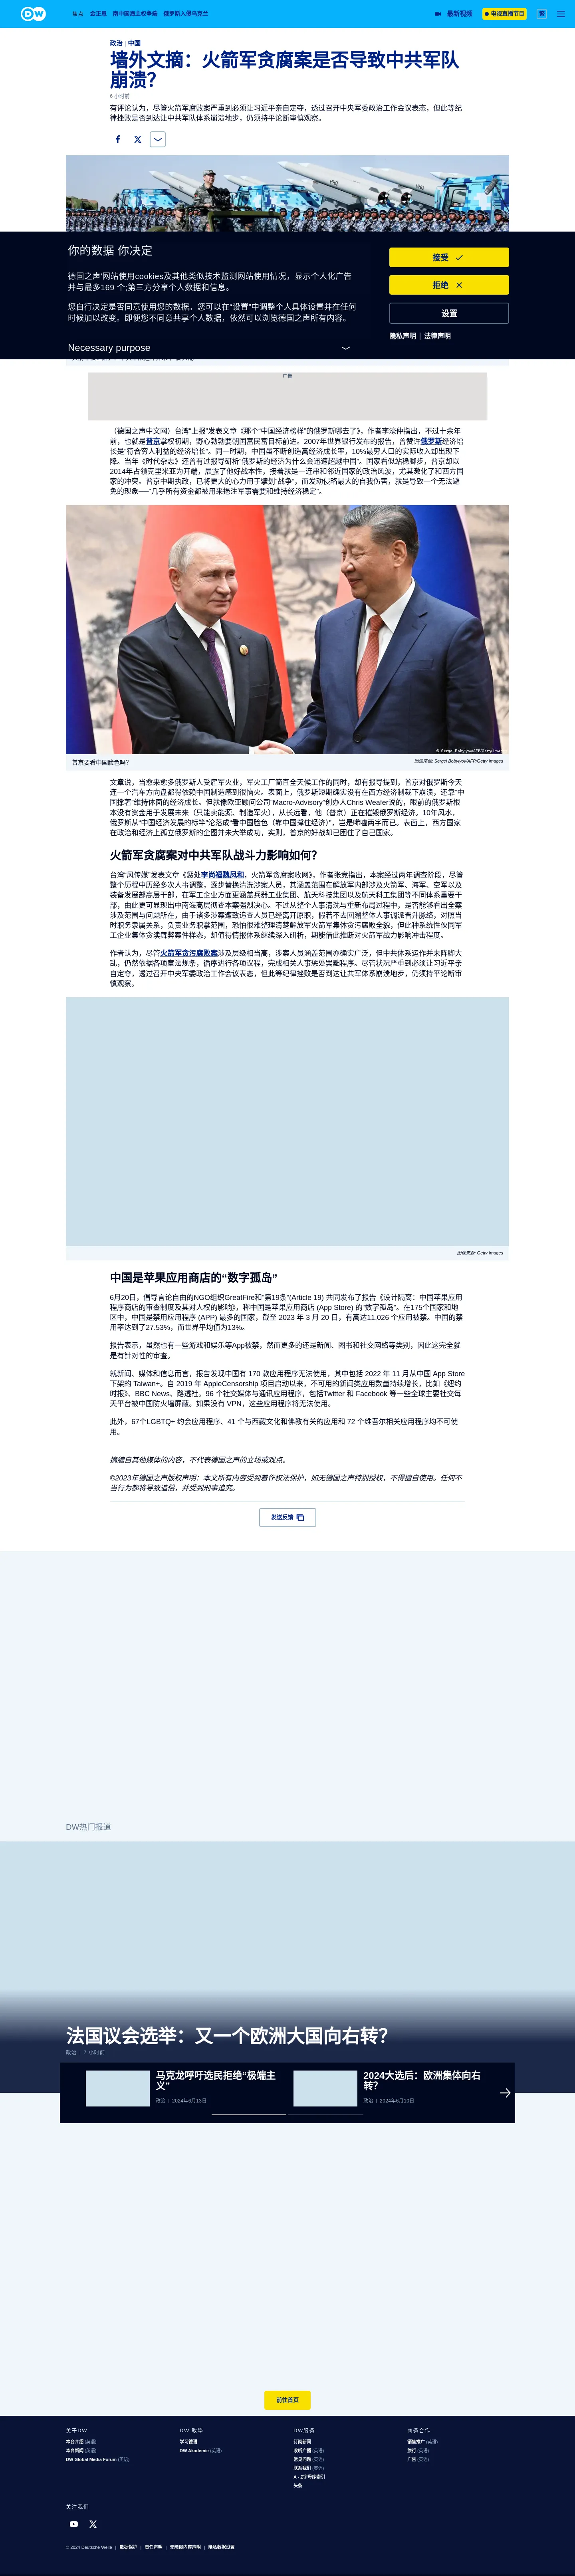 DW
焦点 金正恩 南中国海主权争端 俄罗斯入侵乌克兰
最新视频 电视直播节目 繁
政治 | 中国
墙外文摘：火箭军贪腐案是否导致中共军队
崩溃？
6 小时前
有评论认为，尽管火箭军腐败案严重到必须让习近平亲自定夺，透过召开中央军委政治工作会议表态，但此等纪
律挫败是否到达让中共军队体系崩溃地步，仍须持平论断审慎观察。
你的数据 你决定
德国之声'网站使用cookies及其他类似技术监测网站使用情况，显示个人化广告
并与最多169 个;第三方分享个人数据和信息。
您自行决定是否同意使用您的数据。您可以在“设置”中调整个人具体设置并在任何
时候加以改变。即便您不同意共享个人数据，依然可以浏览德国之声所有内容。
Necessary purpose
接受
拒绝
设置
隐私声明 | 法律声明
广告
（德国之声中文网）台湾“上报”发表文章《那个“中国经济榜样”的俄罗斯哪去了》，作者李濠仲指出，不过十余年
前，也就是普京掌权初期，野心勃勃要朝国富民富目标前进。2007年世界银行发布的报告，曾赞许俄罗斯经济增
长是“符合穷人利益的经济增长”。同一时期，中国虽不断创造高经济成长率，10%最穷人口的实际收入却出现下
降。当年《时代杂志》还曾有过报导研析“俄罗斯的经济为什么会迅速超越中国”。国家看似站稳脚步，普京却以
2014年占领克里米亚为开端，展露了他好战本性，接着就是一连串和邻近国家或国际间的政治风波，尤其激化了和西方国
家的冲突。普京中期执政，已将更大的心力用于擘划“战争”，而发动侵略最大的自我伤害，就是导致一个无法避
免的现象──“几乎所有资金都被用来挹注军事需要和维持经济稳定”。
© Sergei Bobylyov/AFP/Getty Imag
普京要看中国脸色吗？
图像来源: Sergei Bobylyov/AFP/Getty Images
文章说，当愈来愈多俄罗斯人受雇军火业，军火工厂简直全天候工作的同时，却有报导提到，普京对俄罗斯今天
连一个汽车方向盘都得依赖中国制造感到很恼火。表面上，俄罗斯短期确实没有在西方经济制裁下崩溃，还靠“中
国撑著”维持体面的经济成长。但就像欧亚顾问公司“Macro-Advisory”创办人Chris Weafer说的，眼前的俄罗斯根
本没有资金用于发展未来（只能卖能源、制造军火），从长远看，他（普京）正在摧毁俄罗斯经济。10年风水，
俄罗斯从“中国经济发展的标竿”沦落成“看中国脸色（靠中国撑住经济）”，岂是唏嘘两字而已。表面上，西方国家
在政治和经济上孤立俄罗斯的企图并未大举成功，实则，普京的好战却已困住了自己国家。
火箭军贪腐案对中共军队战斗力影响如何？
台湾“风传媒”发表文章《惩处李尚福魏凤和，火箭军贪腐案收网》，作者张竞指出，本案经过两年调查阶段，尽管
整个历程中历经多次人事调整，逐步替换清洗涉案人员，其涵盖范围在解放军内部涉及火箭军、海军、空军以及
装备发展部高层干部，在军工企业方面更涵盖兵器工业集团、航天科技集团以及航科工集团等不同体系重要干
部，由此更可显现出中南海高层彻查本案强烈决心。不过从整个人事清洗与重新布局过程中，是否能够看出全案
涉及范围与问题所在，由于诸多涉案遭致追查人员已经离开原职，假若不去回溯整体人事调派晋升脉络，对照当
时职务隶属关系，负责业务职掌范围，恐怕很难整理清楚解放军火箭军集体贪污腐败全貌，但此种系统性伙同军
工企业集体贪渎舞弊案件样态，却值得情报体系继续深入研析，期能借此推断对火箭军战力影响冲击程度。
作者认为，尽管火箭军贪污腐败案涉及层级相当高，涉案人员涵盖范围亦确实广泛，但中共体系运作并未阵脚大
乱，仍然依据各项章法规条，循序进行各项议程，完成相关人事惩处罢黜程序。尽管状况严重到必须让习近平亲
自定夺，透过召开中央军委政治工作会议表态，但此等纪律挫败是否到达让共军体系崩溃地步，仍须持平论断审
慎观察。
图像来源: Getty Images
中国是苹果应用商店的“数字孤岛”
6月20日，倡导言论自由的NGO组织GreatFire和“第19条”(Article 19) 共同发布了报告《设计隔离：中国苹果应用
程序商店的审查制度及其对人权的影响》，称中国是苹果应用商店 (App Store) 的“数字孤岛”。在175个国家和地
区中，中国是禁用应用程序 (APP) 最多的国家，截至 2023 年 3 月 20 日，有高达11,026 个应用被禁。中国的禁
用率达到了27.53%，而世界平均值为13%。
报告表示，虽然也有一些游戏和娱乐等App被禁，然而更多的还是新闻、图书和社交网络等类别，因此这完全就
是有针对性的审查。
就新闻、媒体和信息而言，报告发现中国有 170 款应用程序无法使用，其中包括 2022 年 11 月从中国 App Store
下架的 Taiwan+。自 2019 年 AppleCensorship 项目启动以来，不可用的新闻类应用数量持续增长，比如《纽约
时报》、BBC News、路透社。96 个社交媒体与通讯应用程序，包括Twitter 和 Facebook 等一些全球主要社交每
天平台被中国防火墙屏蔽。如果没有 VPN，这些应用程序将无法使用。
此外，67个LGBTQ+ 约会应用程序、41 个与西藏文化和佛教有关的应用和 72 个维吾尔相关应用程序均不可使
用。
摘编自其他媒体的内容，不代表德国之声的立场或观点。
©2023年德国之声版权声明：本文所有内容受到着作权法保护，如无德国之声特别授权，不得擅自使用。任何不
当行为都将导致追偿，并受到刑事追究。
发送反馈
DW热门报道
法国议会选举：又一个欧洲大国向右转？
政治 | 7 小时前
马克龙呼吁选民拒绝“极端主
义”
政治 | 2024年6月13日
2024大选后：欧洲集体向右
转？
政治 | 2024年6月10日
前往首页
关于DW
本台介绍 (英语)
本台新闻 (英语)
DW Global Media Forum (英语)
DW 教学
学习德语
DW Akademie (英语)
DW服务
订阅新闻
收听广播 (英语)
常见问题 (英语)
联系我们 (英语)
A - Z字母序索引
头条
商务合作
销售推广 (英语)
旅行 (英语)
广告 (英语)
关注我们
© 2024 Deutsche Welle | 数据保护 | 责任声明 | 无障碍内容声明 | 隐私数据设置